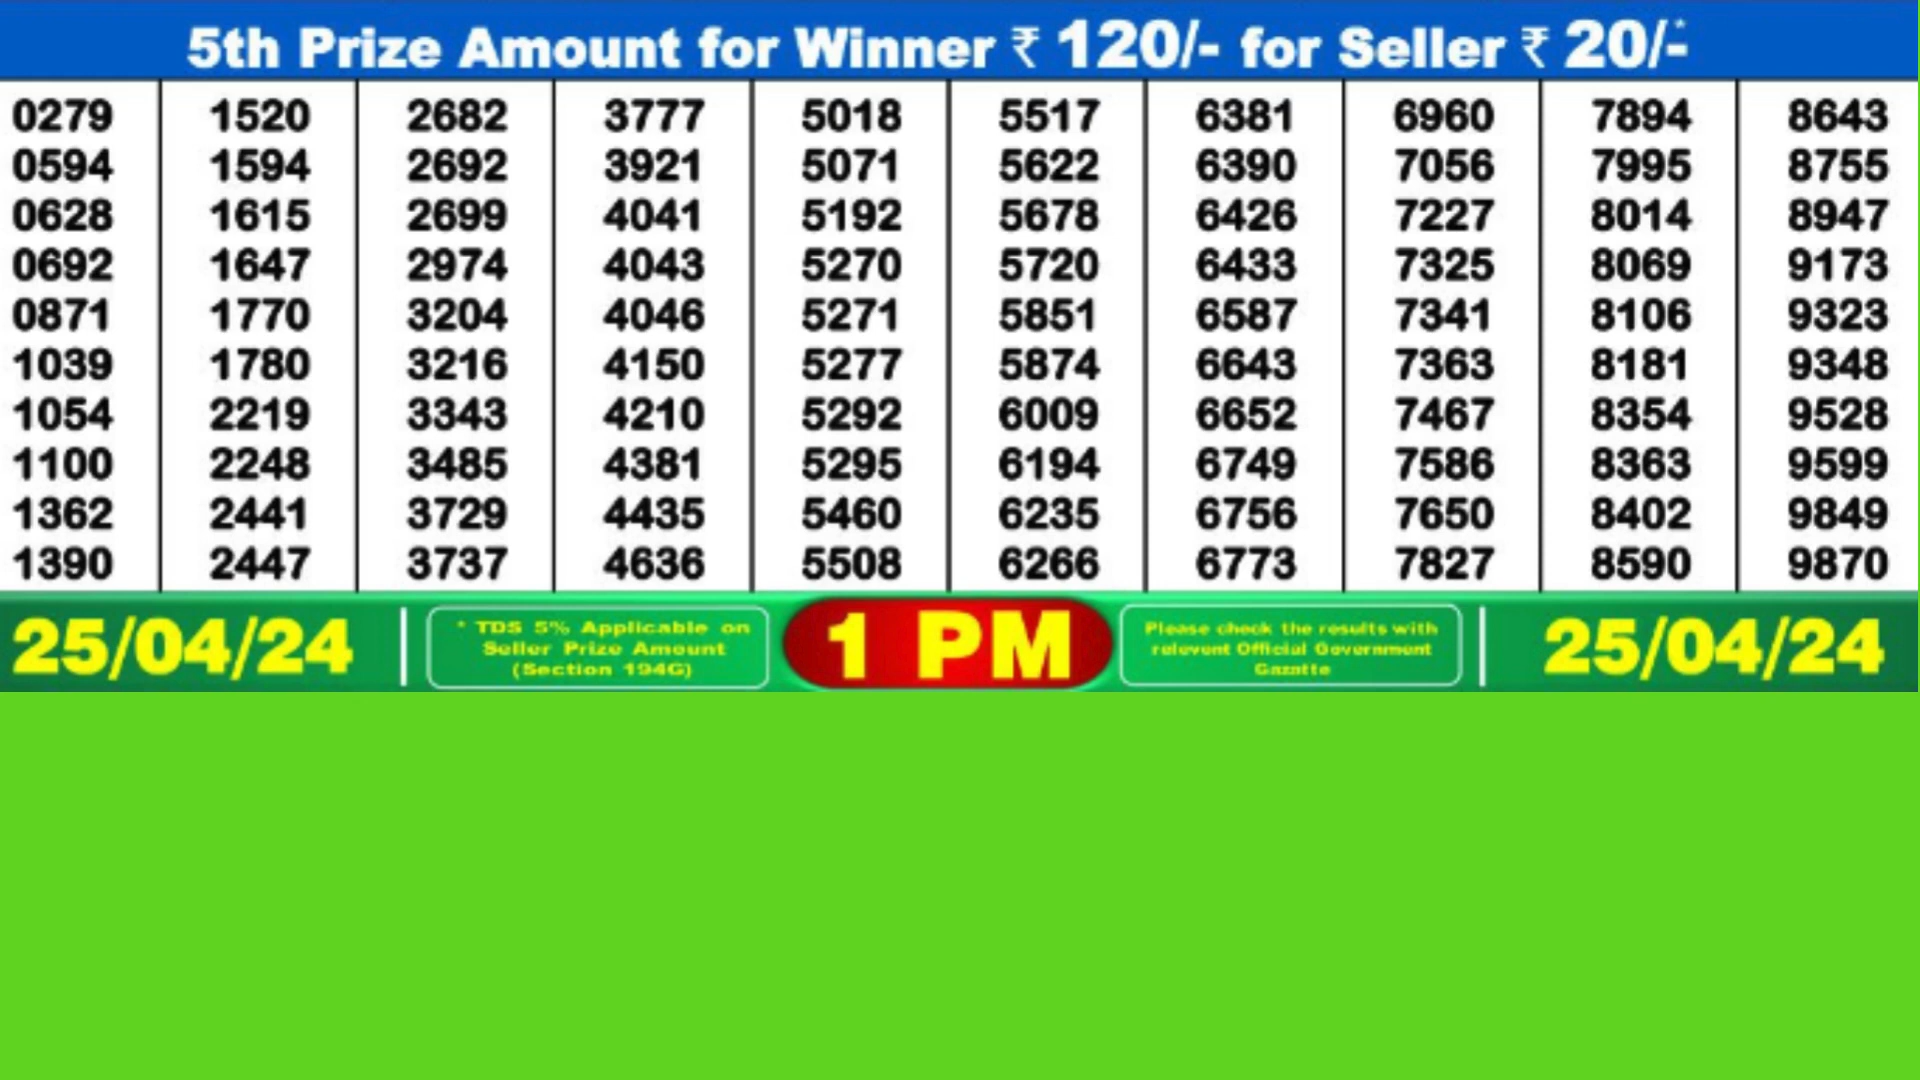 5th Prize Amount for Winner ₹ 120/- for Seller ₹ 20/-*
0279 1520 2682 3777 5018 5517 6381 6960 7894 8643
0594 1594 2692 3921 5071 5622 6390 7056 7995 8755
0628 1615 2699 4041 5192 5678 6426 7227 8014 8947
0692 1647 2974 4043 5270 5720 6433 7325 8069 9173
0871 1770 3204 4046 5271 5851 6587 7341 8106 9323
1039 1780 3216 4150 5277 5874 6643 7363 8181 9348
1054 2219 3343 4210 5292 6009 6652 7467 8354 9528
1100 2248 3485 4381 5295 6194 6749 7586 8363 9599
1362 2441 3729 4435 5460 6235 6756 7650 8402 9849
1390 2447 3737 4636 5508 6266 6773 7827 8590 9870
25/04/24
* TDS 5% Applicable on
Seller Prize Amount
(Section 194G)
1 PM
Please check the results with
relevent Official Government
Gazatte
25/04/24